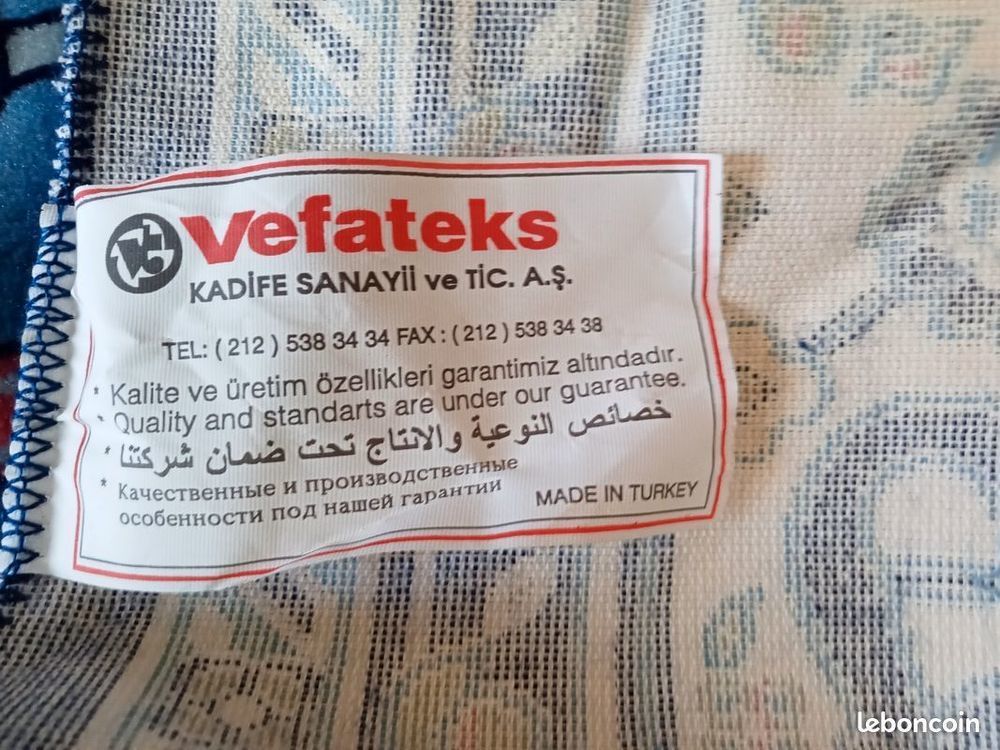 Vefateks
KADİFE SANAYİİ ve TİC. A.Ş.
TEL: ( 212 ) 538 34 34 FAX : ( 212 ) 538 34 38
* Kalite ve üretim özellikleri garantimiz altındadır.
* Quality and standarts are under our guarantee.
* خصائص النوعية والانتاج تحت ضمان شركتنا
* Качественные и производственные
особенности под нашей гарантии
MADE IN TURKEY
leboncoin